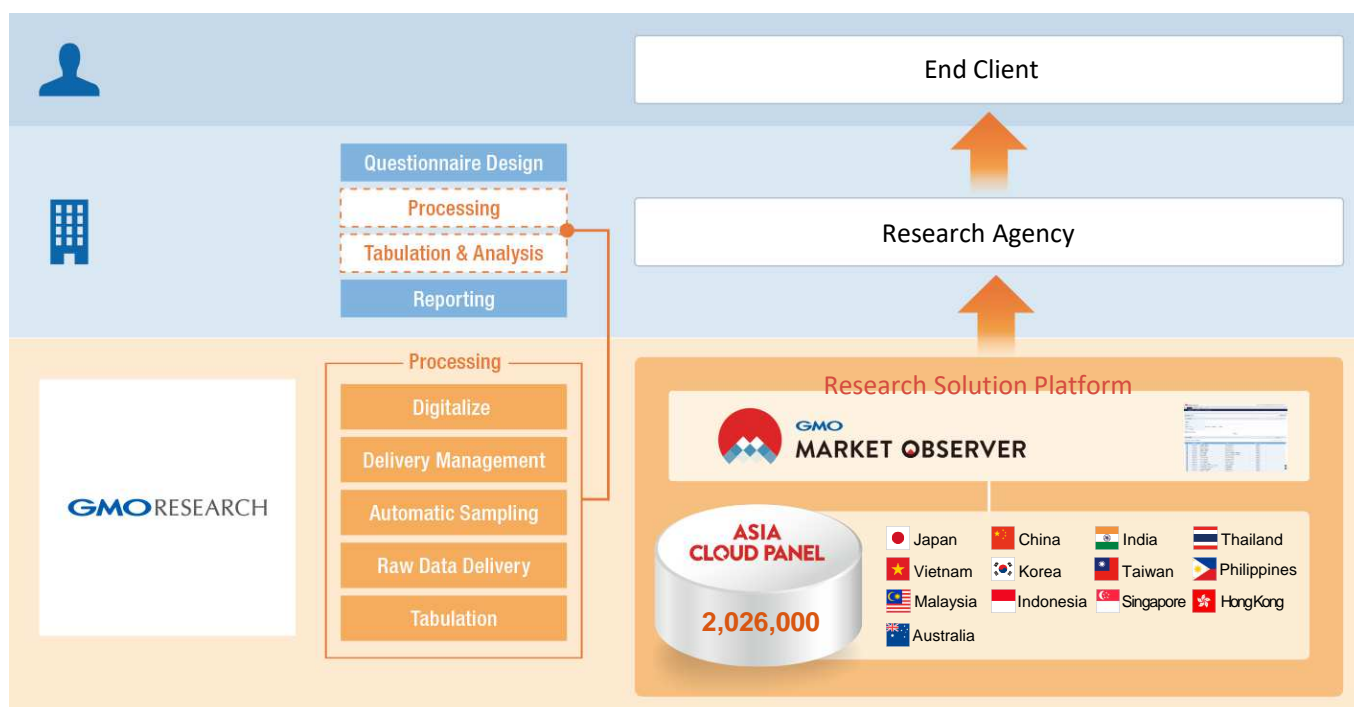 End Client
Questionnaire Design
Processing
Tabulation & Analysis
Reporting
Research Agency
Processing
Digitalize
Delivery Management
Automatic Sampling
Raw Data Delivery
Tabulation
GMO RESEARCH
Research Solution Platform
GMO
MARKET OBSERVER
ASIA
CLOUD PANEL
2,026,000
Japan China India Thailand
Vietnam Korea Taiwan Philippines
Malaysia Indonesia Singapore HongKong
Australia